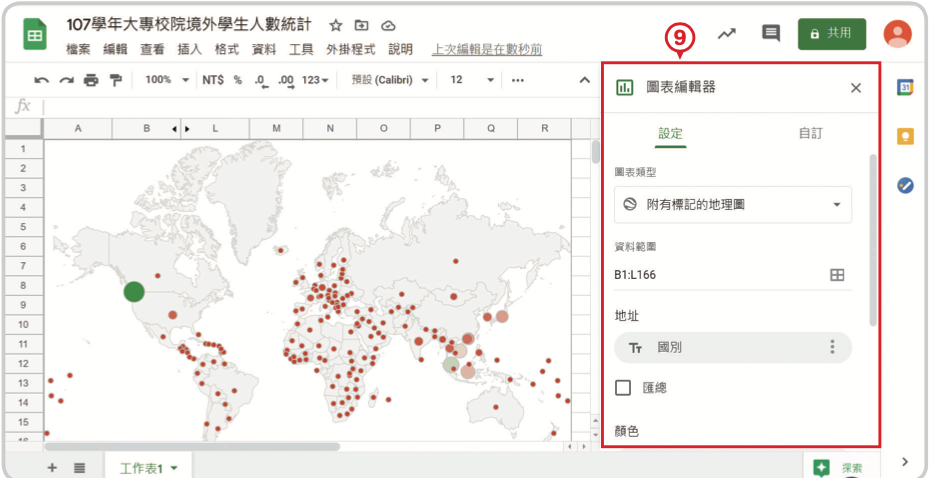 107學年大專校院境外學生人數統計
檔案 編輯 查看 插入 格式 資料 工具 外掛程式 說明 上次編輯是在數秒前
⑨
共用
100% NT$ % .0 .00 123 預設 (Calibri) 12
fx
A B L M N O P Q R
1
2
3
4
5
6
7
8
9
10
11
12
13
14
15
圖表編輯器
設定 自訂
圖表類型
附有標記的地理圖
資料範圍
B1:L166
地址
Tт 國別
匯總
顏色
31
工作表1
探索